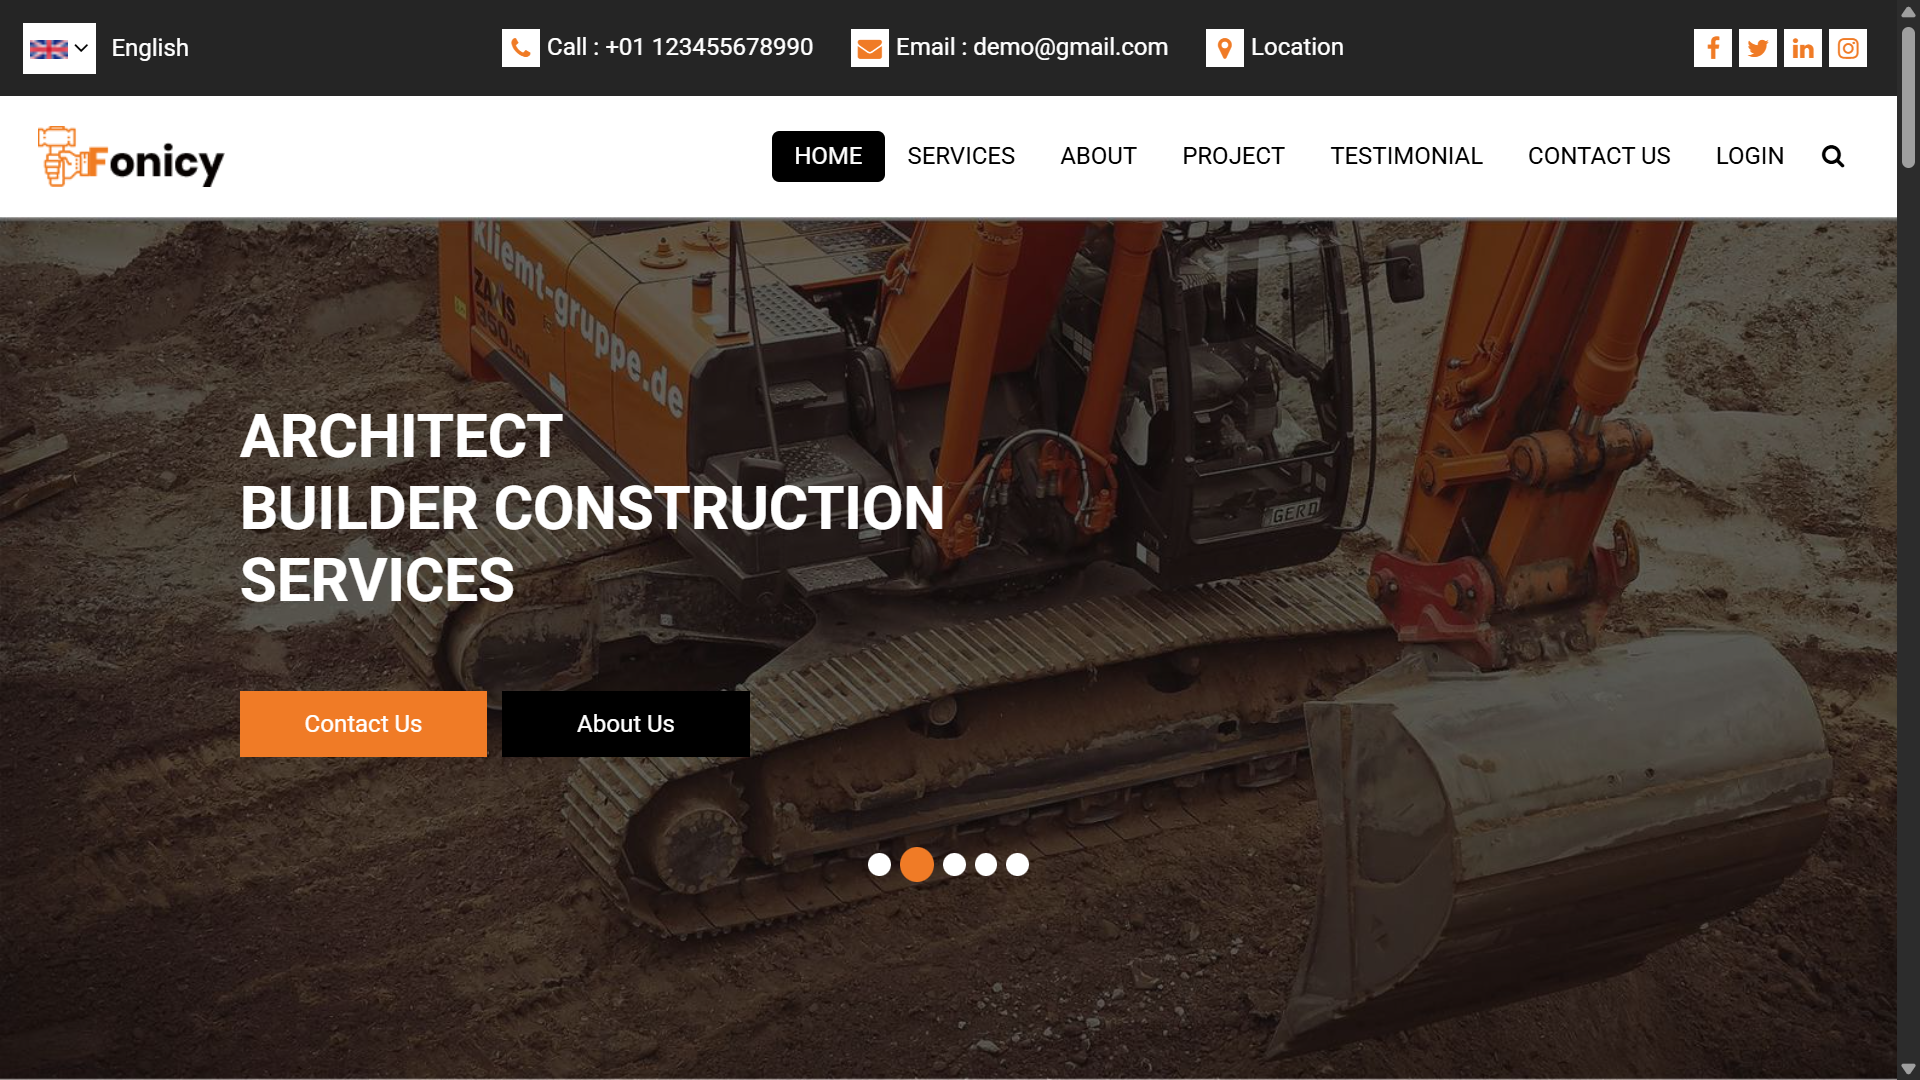 English
Call : +01 123455678990
Email : demo@gmail.com
Location
Fonicy
HOME
SERVICES
ABOUT
PROJECT
TESTIMONIAL
CONTACT US
LOGIN
kliemt-gruppe.de
ZAXIS
350LCN
GERD
ARCHITECT
BUILDER CONSTRUCTION
SERVICES
Contact Us
About Us